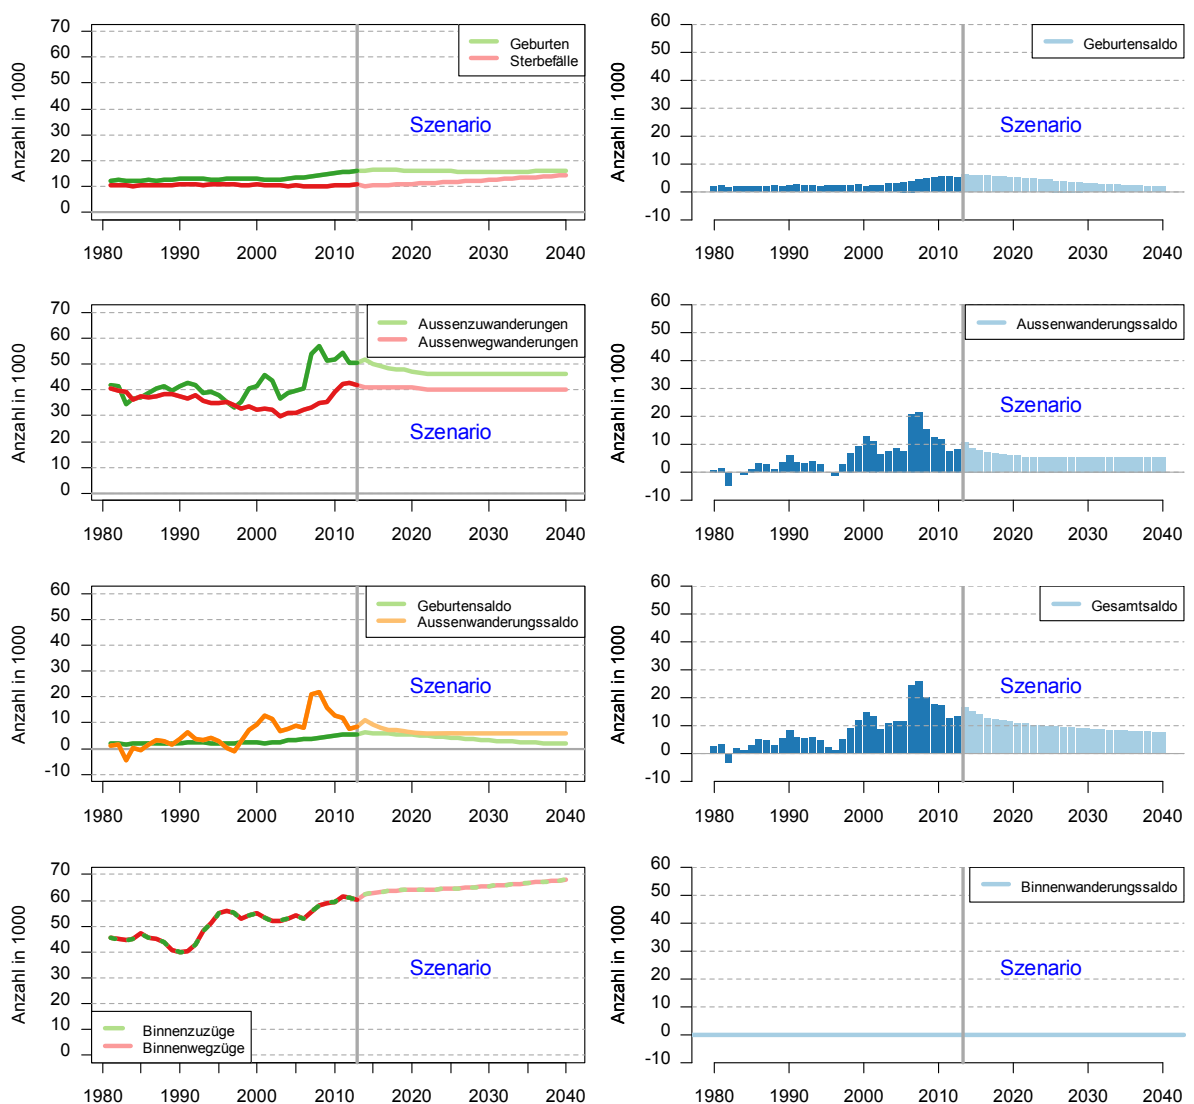 Anzahl in 1000
70
60
50
40
30
20
10
0
Geburten
Sterbefälle
Szenario
1980 1990 2000 2010 2020 2030 2040
Anzahl in 1000
60
50
40
30
20
10
0
-10
Geburtensaldo
Szenario
1980 1990 2000 2010 2020 2030 2040
Anzahl in 1000
70
60
50
40
30
20
10
0
Aussenzuwanderungen
Aussenwegwanderungen
Szenario
1980 1990 2000 2010 2020 2030 2040
Anzahl in 1000
60
50
40
30
20
10
0
-10
Aussenwanderungssaldo
Szenario
1980 1990 2000 2010 2020 2030 2040
Anzahl in 1000
60
50
40
30
20
10
0
-10
Geburtensaldo
Aussenwanderungssaldo
Szenario
1980 1990 2000 2010 2020 2030 2040
Anzahl in 1000
60
50
40
30
20
10
0
-10
Gesamtsaldo
Szenario
1980 1990 2000 2010 2020 2030 2040
Anzahl in 1000
70
60
50
40
30
20
10
0
Szenario
Binnenzuzüge
Binnenwegzüge
1980 1990 2000 2010 2020 2030 2040
Anzahl in 1000
60
50
40
30
20
10
0
-10
Binnenwanderungssaldo
Szenario
1980 1990 2000 2010 2020 2030 2040